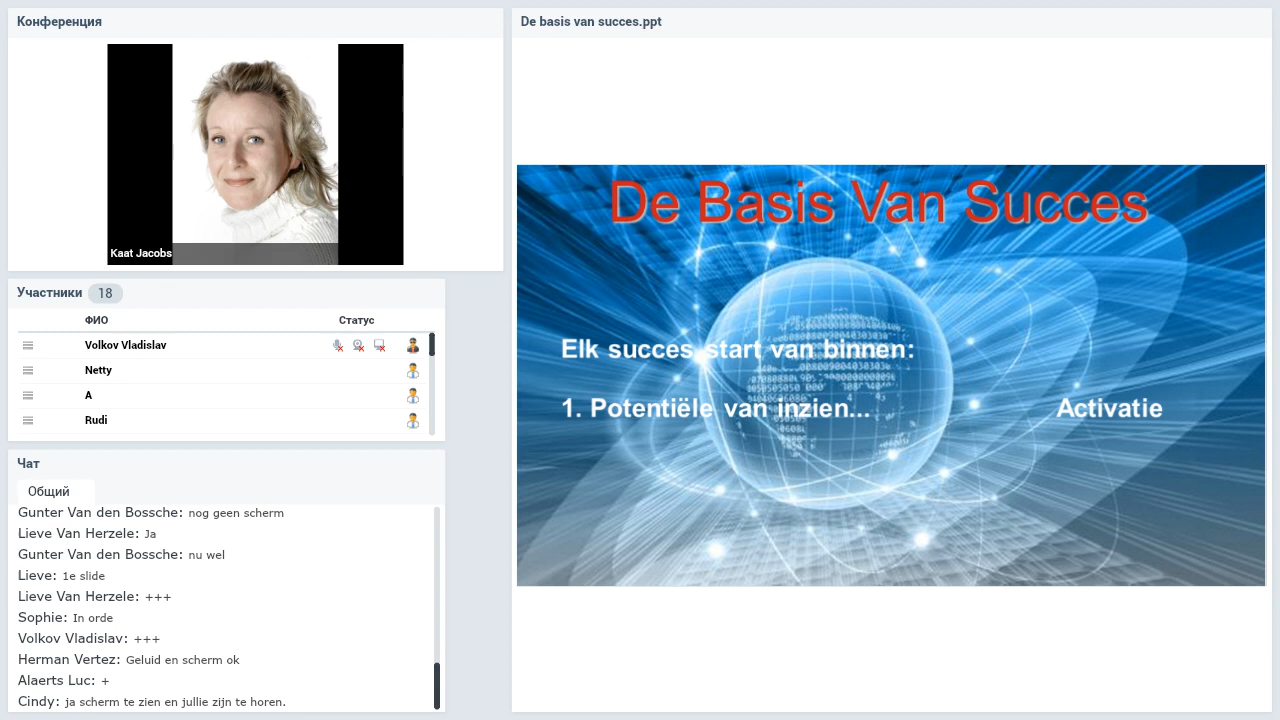 Конференция
Kaat Jacobs
Участники 18
ФИО Статус
Volkov Vladislav
Netty
A
Rudi
Чат
Общий
Gunter Van den Bossche: nog geen scherm
Lieve Van Herzele: Ja
Gunter Van den Bossche: nu wel
Lieve: 1e slide
Lieve Van Herzele: +++
Sophie: In orde
Volkov Vladislav: +++
Herman Vertez: Geluid en scherm ok
Alaerts Luc: +
Cindy: ja scherm te zien en jullie zijn te horen.
De basis van succes.ppt
De Basis Van Succes
Elk succes start van binnen:
1. Potentiële van inzien... Activatie